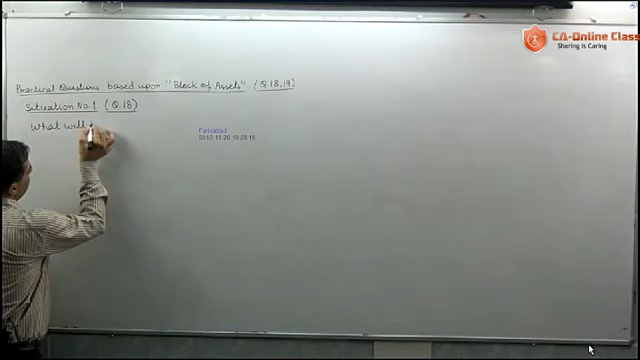 CA-Online Class
Sharing is Caring
Practical Questions based upon "Block of Assets" (Q.18,19)
Situation No.1 (Q.18)
What will
Faridabad
2012-11-20 10:28:16